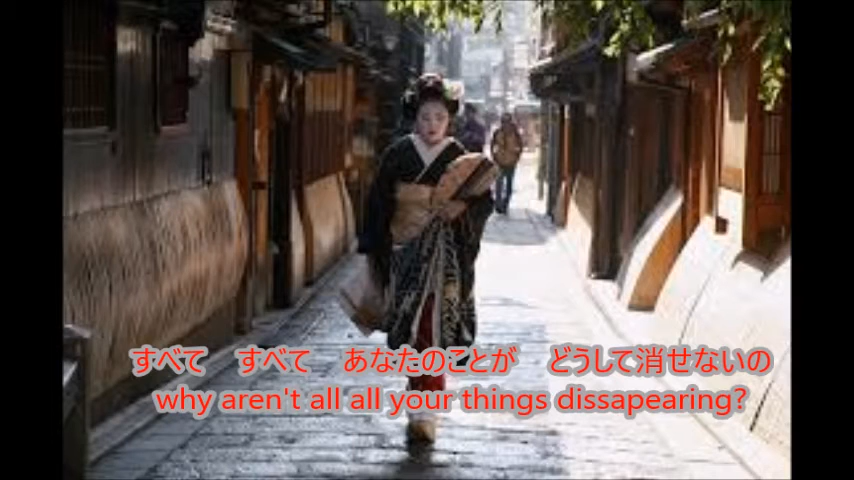 すべて　すべて　あなたのことが　どうして消せないの
why aren't all all your things dissapearing?